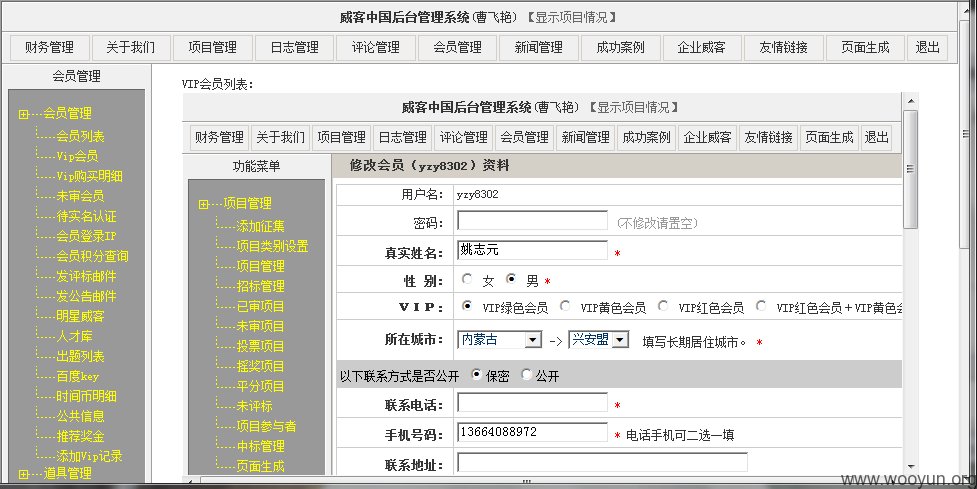 威客中国后台管理系统(曹飞艳) 【显示项目情况】
财务管理 关于我们 项目管理 日志管理 评论管理 会员管理 新闻管理 成功案例 企业威客 友情链接 页面生成 退出
会员管理
会员管理
会员列表
Vip会员
Vip购买明细
未审会员
待实名认证
会员登录IP
会员积分查询
发评标邮件
发公告邮件
明星威客
人才库
出题列表
百度key
时间币明细
公共信息
推荐奖金
添加Vip记录
道具管理
VIP会员列表:
威客中国后台管理系统(曹飞艳) 【显示项目情况】
财务管理 关于我们 项目管理 日志管理 评论管理 会员管理 新闻管理 成功案例 企业威客 友情链接 页面生成 退出
功能菜单
项目管理
添加征集
项目类别设置
项目管理
招标管理
已审项目
未审项目
投票项目
摇奖项目
平分项目
未评标
项目参与者
中标管理
页面生成
修改会员(yzy8302)资料
用户名: yzy8302
密码: (不修改请置空)
真实姓名: 姚志元 *
性 别: 女 男 *
VIP: VIP绿色会员 VIP黄色会员 VIP红色会员 VIP红色会员+VIP黄色会
所在城市: 内蒙古 -> 兴安盟 填写长期居住城市。 *
以下联系方式是否公开 保密 公开
联系电话: *
手机号码: 13664088972 * 电话手机可二选一填
联系地址:
www.wooyun.org